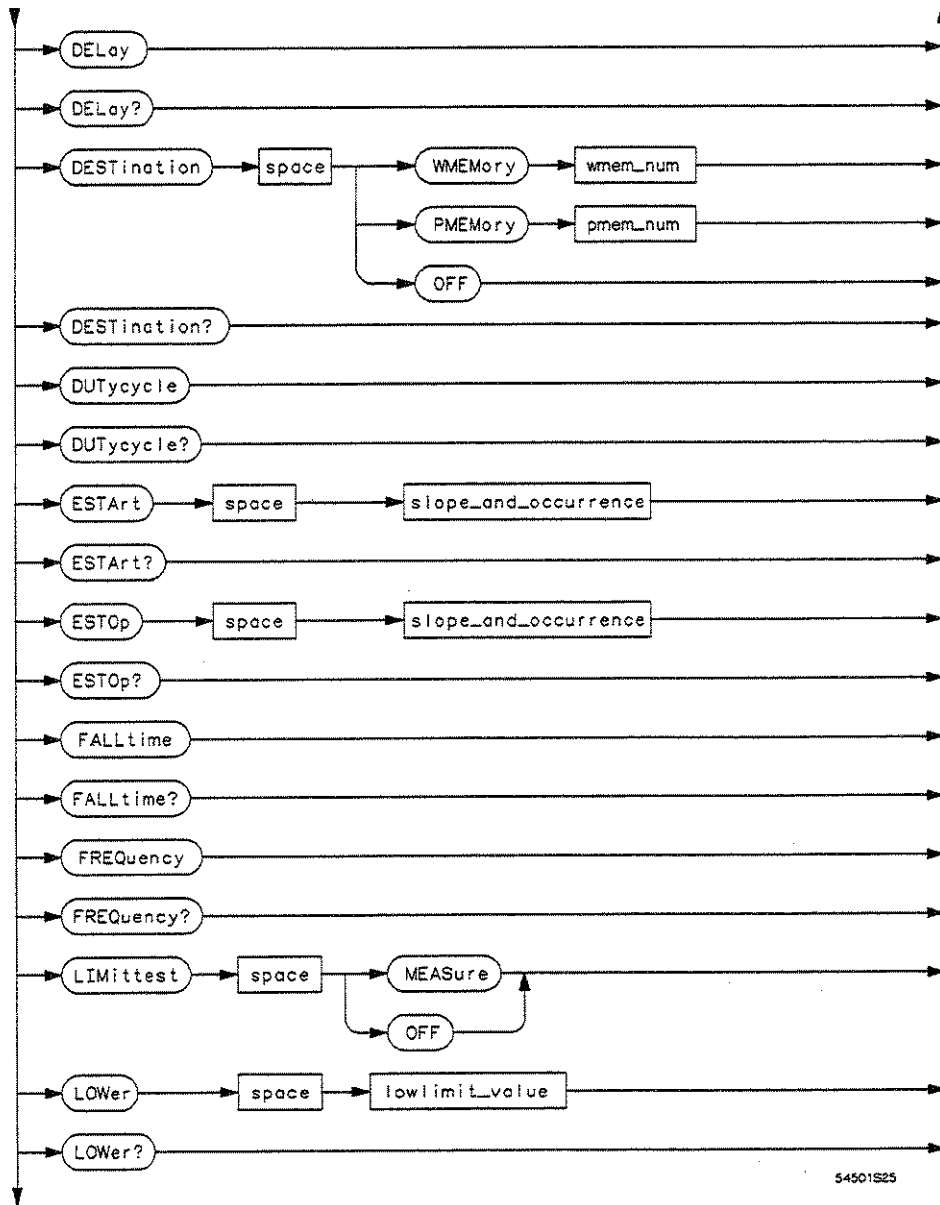 DELay
DELay?
DESTination space WMEMory wmem_num
PMEMory pmem_num
OFF
DESTination?
DUTycycle
DUTycycle?
ESTArt space slope_and_occurrence
ESTArt?
ESTOp space slope_and_occurrence
ESTOp?
FALLtime
FALLtime?
FREQuency
FREQuency?
LIMittest space MEASure
OFF
LOWer space lowlimit_value
LOWer?
54501S25